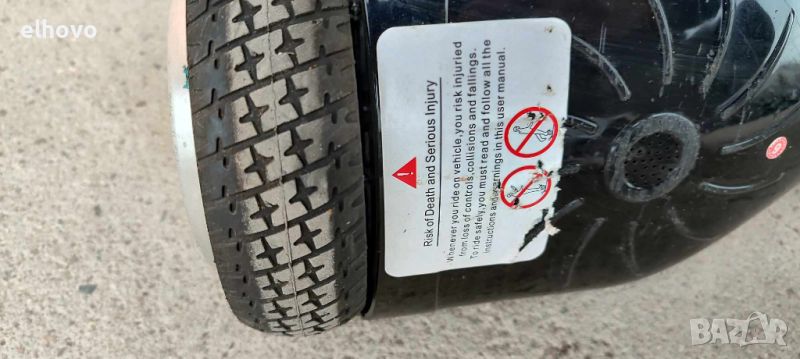 elhovo
Risk of Death and Serious Injury
Whenever you ride on vehicle,you risk injuried
from loss of controls,collisions and fallings.
To ride safely,you must read and follow all the
instructions and warnings in this user manual.
BAZAR